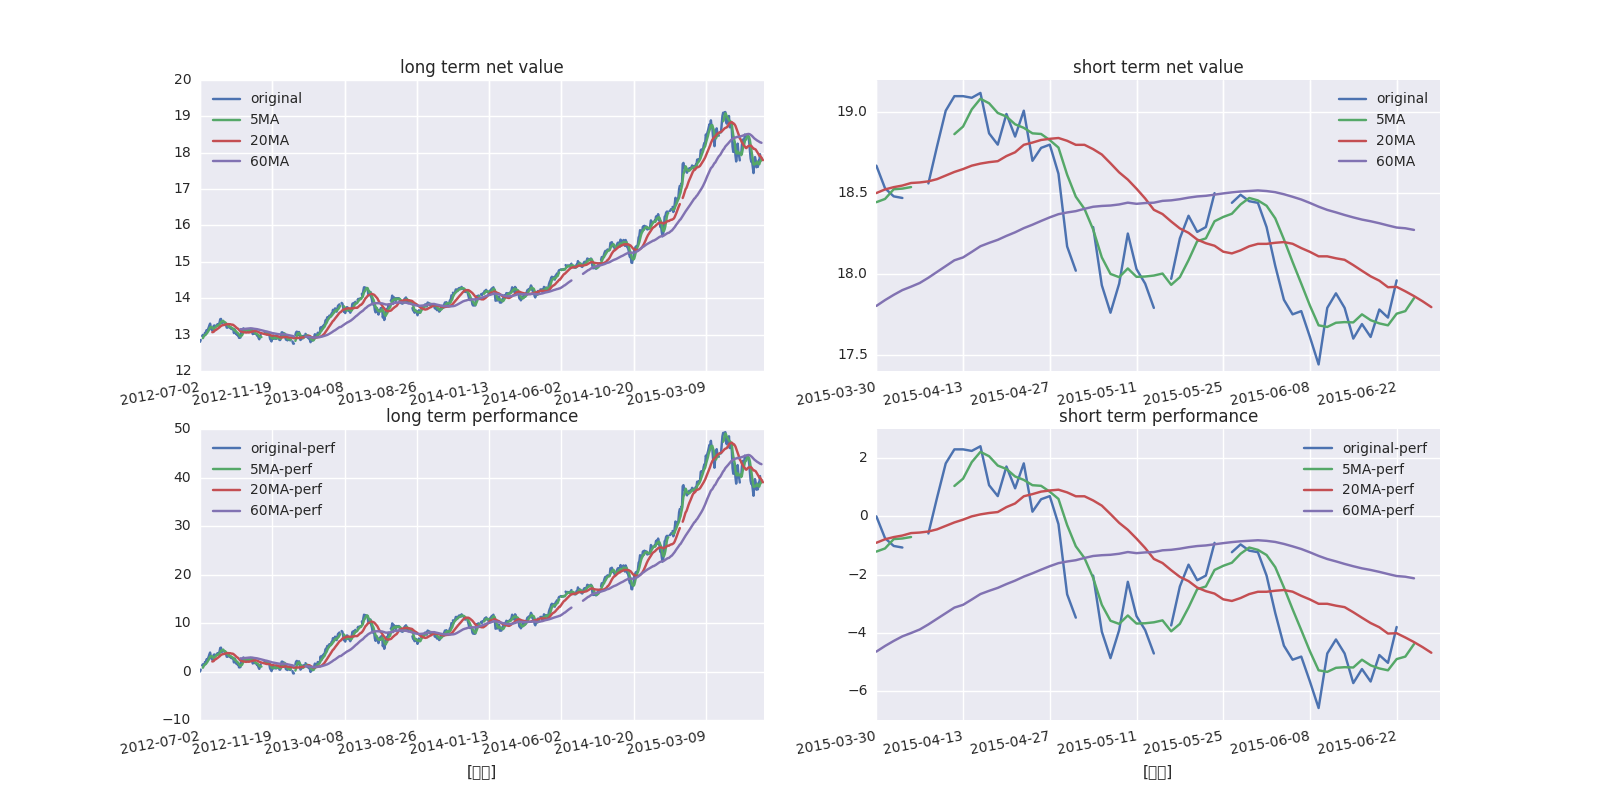 long term net value
20
19
18
17
16
15
14
13
12
original
5MA
20MA
60MA
2012-07-02
2012-11-19
2013-04-08
2013-08-26
2014-01-13
2014-06-02
2014-10-20
2015-03-09
short term net value
19.0
18.5
18.0
17.5
original
5MA
20MA
60MA
2015-03-30
2015-04-13
2015-04-27
2015-05-11
2015-05-25
2015-06-08
2015-06-22
long term performance
50
40
30
20
10
0
−10
original-perf
5MA-perf
20MA-perf
60MA-perf
2012-07-02
2012-11-19
2013-04-08
2013-08-26
2014-01-13
2014-06-02
2014-10-20
2015-03-09
short term performance
2
0
−2
−4
−6
original-perf
5MA-perf
20MA-perf
60MA-perf
2015-03-30
2015-04-13
2015-04-27
2015-05-11
2015-05-25
2015-06-08
2015-06-22